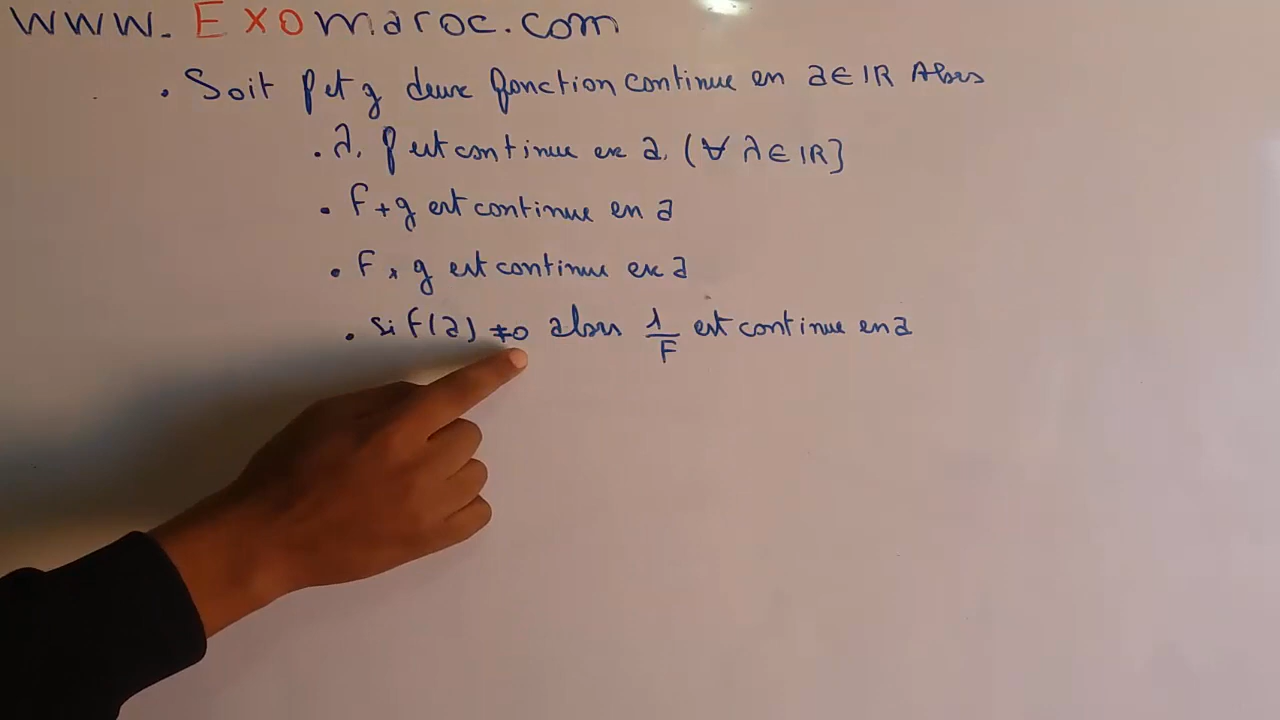 www.Exomaroc.com
. Soit f et g deux fonction continue en a∈IR Alors
. λ. f est continue en a. (∀ λ∈IR}
. F+g est continue en a
. F x g est continue en a
. si F(a) ≠0 alors 1/F est continue en a